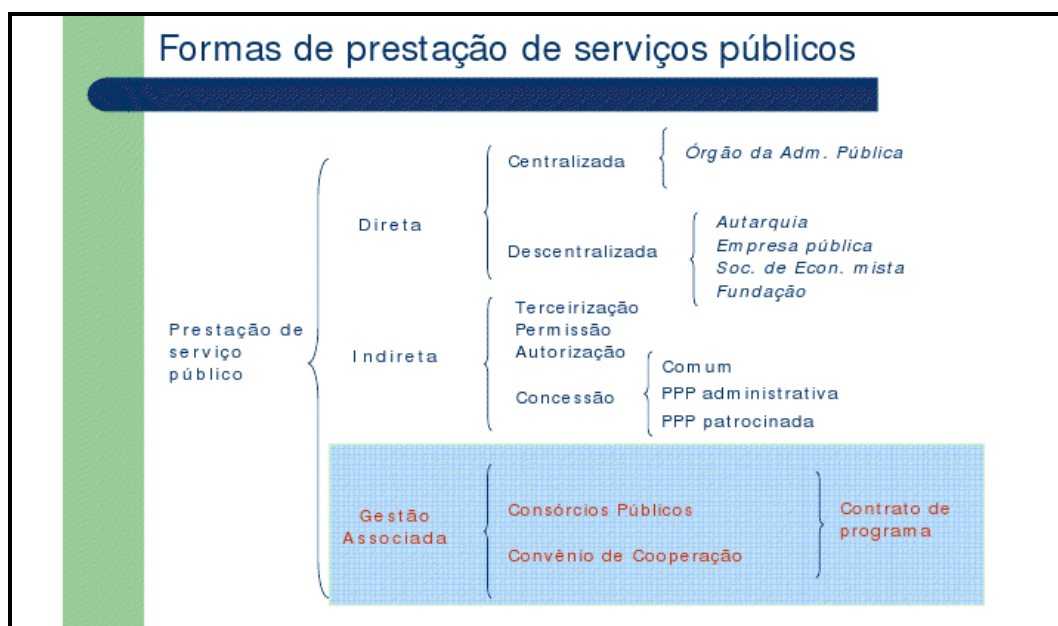 Formas de prestação de serviços públicos
Prestação de
serviço
público
Direta
Centralizada
Órgão da Adm. Pública
Descentralizada
Autarquia
Empresa pública
Soc. de Econ. mista
Fundação
Indireta
Terceirização
Permissão
Autorização
Concessão
Comum
PPP administrativa
PPP patrocinada
Gestão
Associada
Consórcios Públicos
Convênio de Cooperação
Contrato de
programa